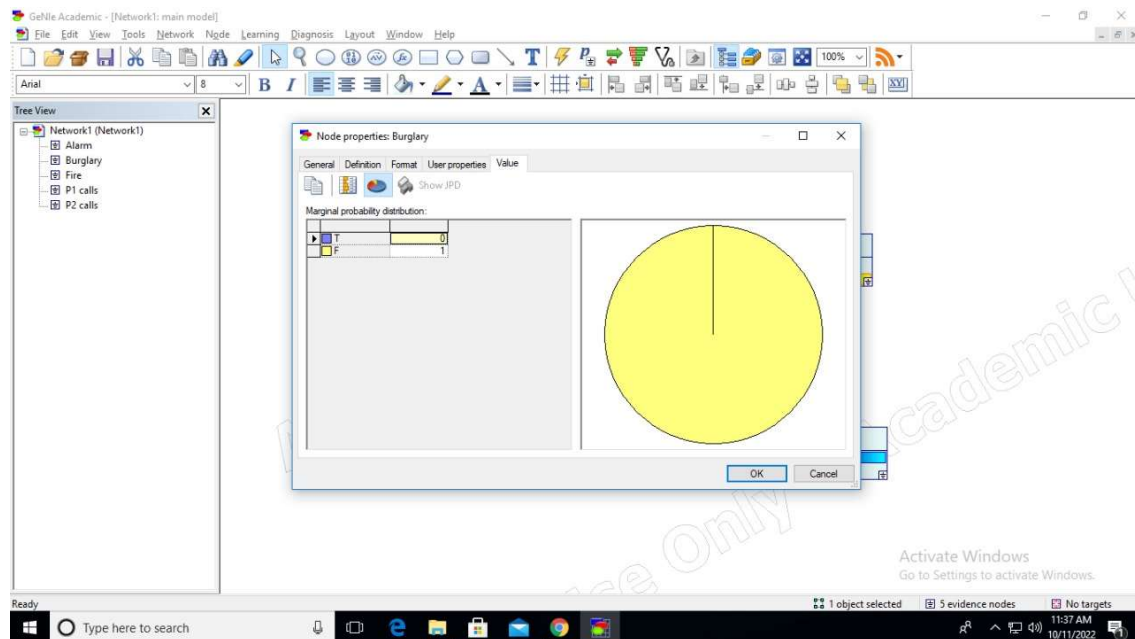 GeNIe Academic - [Network1: main model]
File Edit View Tools Network Node Learning Diagnosis Layout Window Help
100%
Arial 8 B I
Tree View
Network1 (Network1)
Alarm
Burglary
Fire
P1 calls
P2 calls
Node properties: Burglary
General Definition Format User properties Value
Show JPD
Marginal probability distribution:
T 0
F 1
OK Cancel
Academic
Only
Activate Windows
Go to Settings to activate Windows.
Ready 1 object selected 5 evidence nodes No targets
Type here to search
11:37 AM
10/11/2022